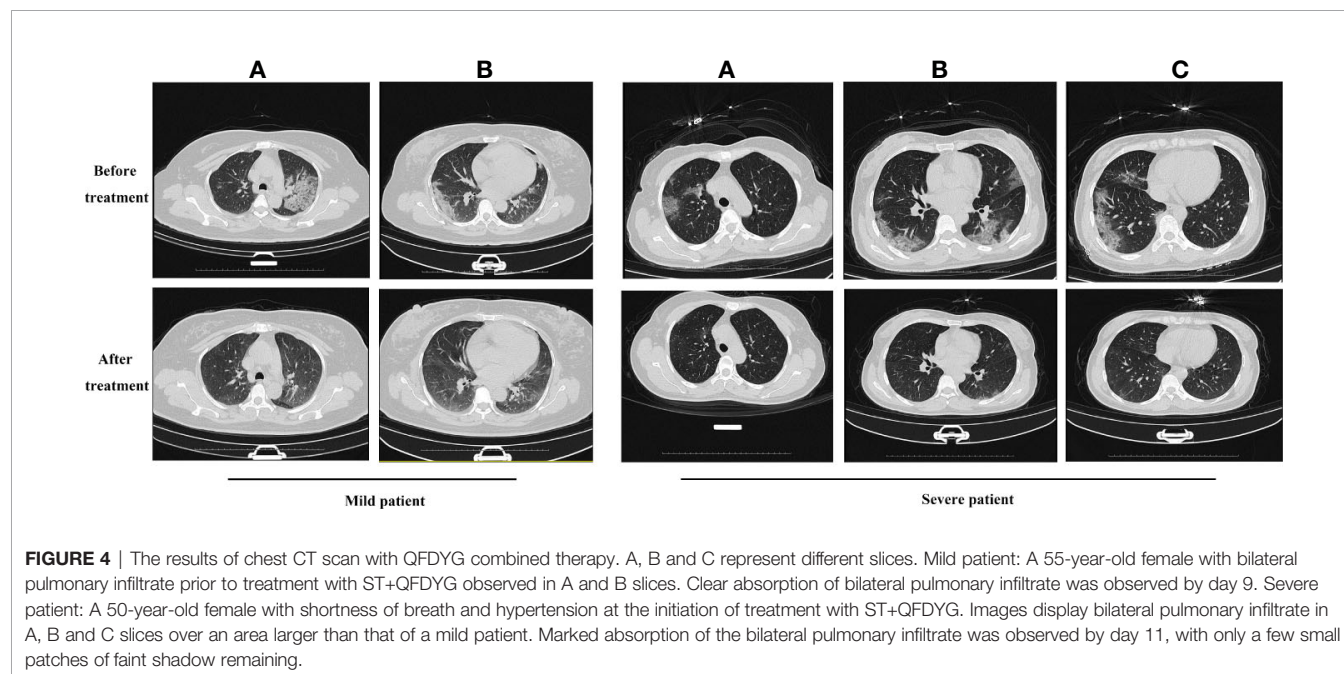 A B A B C
Before
treatment
After
treatment
Mild patient Severe patient
FIGURE 4 | The results of chest CT scan with QFDYG combined therapy. A, B and C represent different slices. Mild patient: A 55-year-old female with bilateral
pulmonary infiltrate prior to treatment with ST+QFDYG observed in A and B slices. Clear absorption of bilateral pulmonary infiltrate was observed by day 9. Severe
patient: A 50-year-old female with shortness of breath and hypertension at the initiation of treatment with ST+QFDYG. Images display bilateral pulmonary infiltrate in
A, B and C slices over an area larger than that of a mild patient. Marked absorption of the bilateral pulmonary infiltrate was observed by day 11, with only a few small
patches of faint shadow remaining.